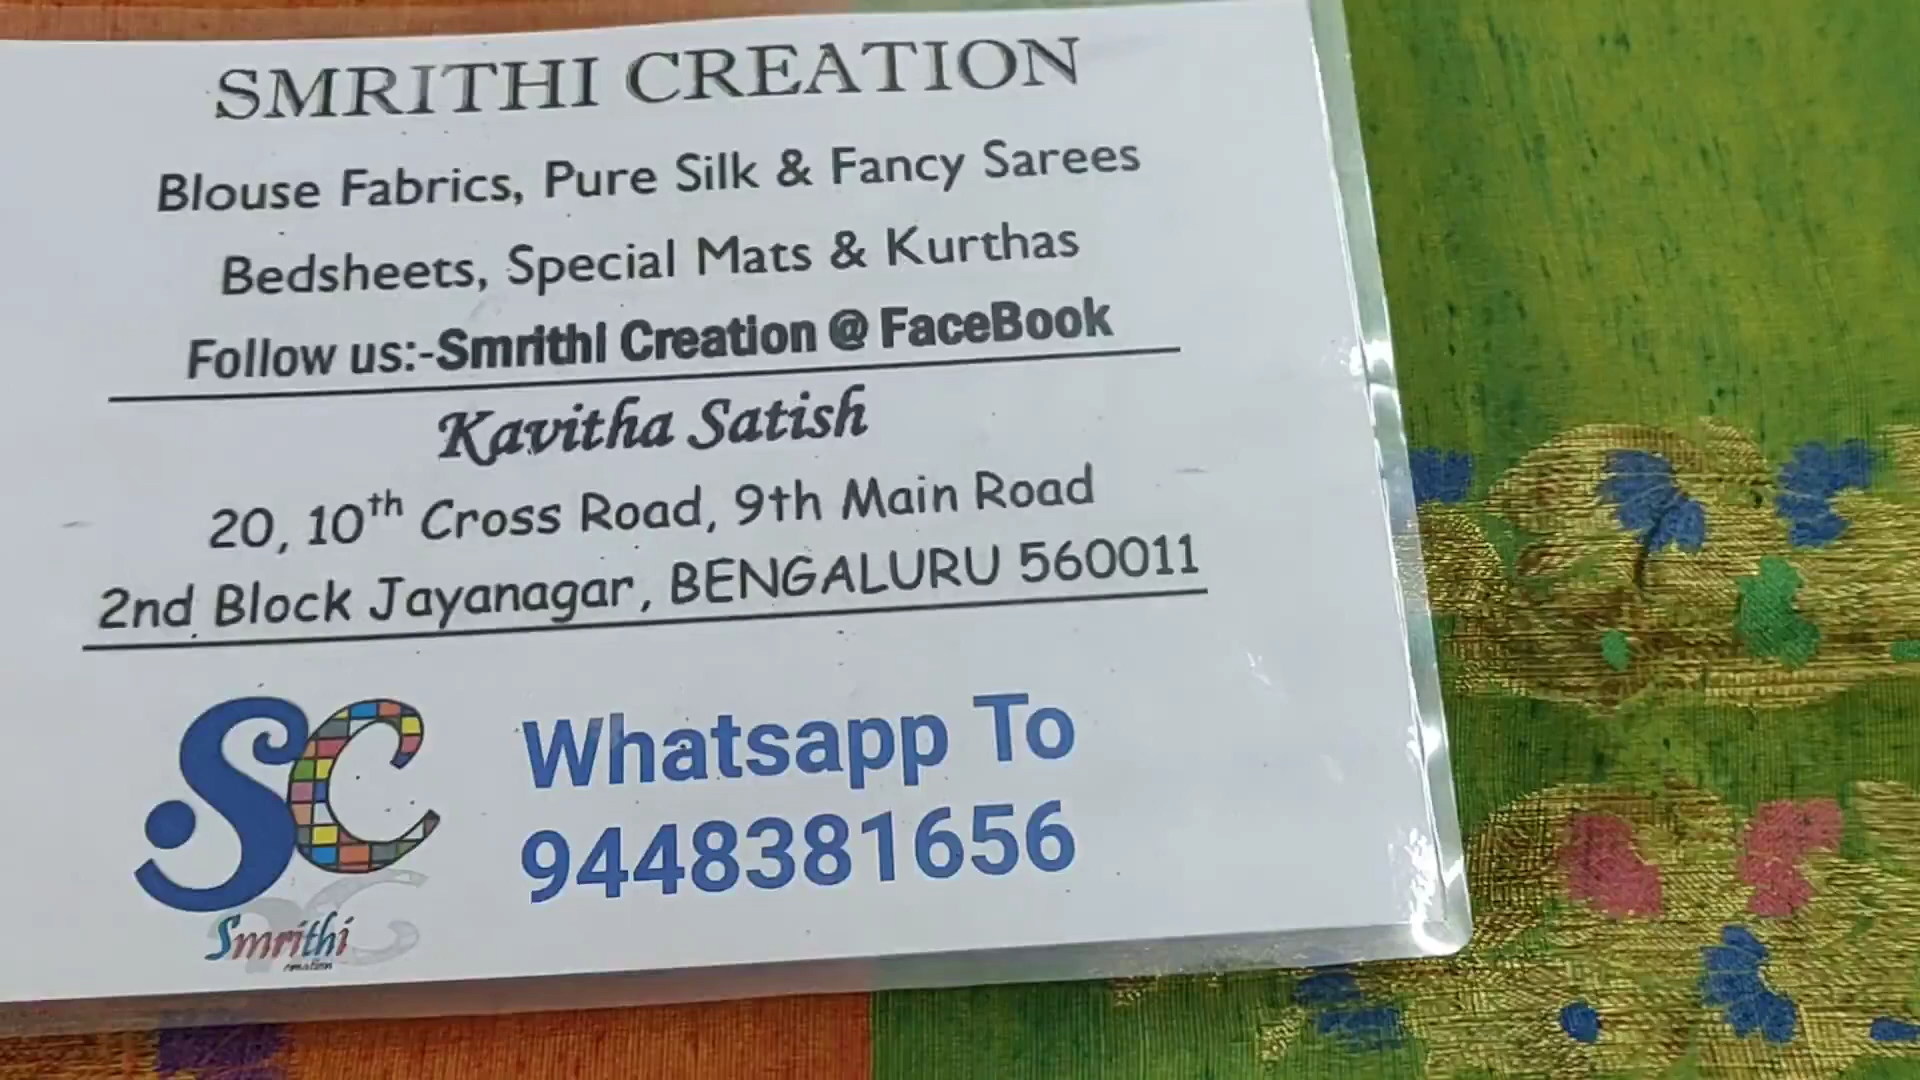 SMRITHI CREATION
Blouse Fabrics, Pure Silk & Fancy Sarees
Bedsheets, Special Mats & Kurthas
Follow us:-Smrithi Creation @ FaceBook
Kavitha Satish
20, 10th Cross Road, 9th Main Road
2nd Block Jayanagar, BENGALURU 560011
SC
Smrithi
creation
Whatsapp To
9448381656